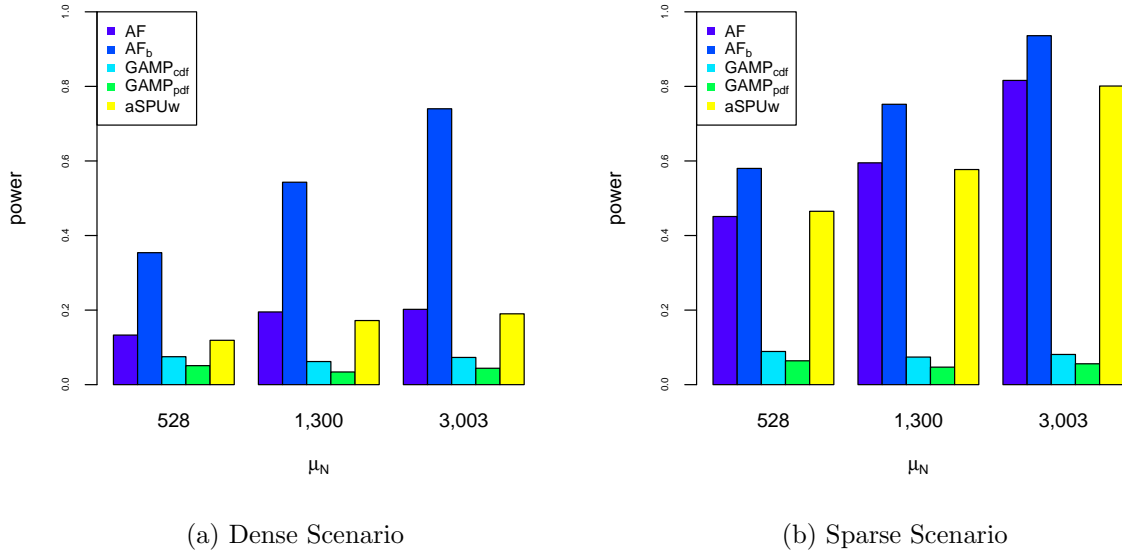 AF
AF_b
GAMP_cdf
GAMP_pdf
aSPUw
power
1.0
0.8
0.6
0.4
0.2
0.0
528 1,300 3,003
μ_N
(a) Dense Scenario
AF
AF_b
GAMP_cdf
GAMP_pdf
aSPUw
power
1.0
0.8
0.6
0.4
0.2
0.0
528 1,300 3,003
μ_N
(b) Sparse Scenario